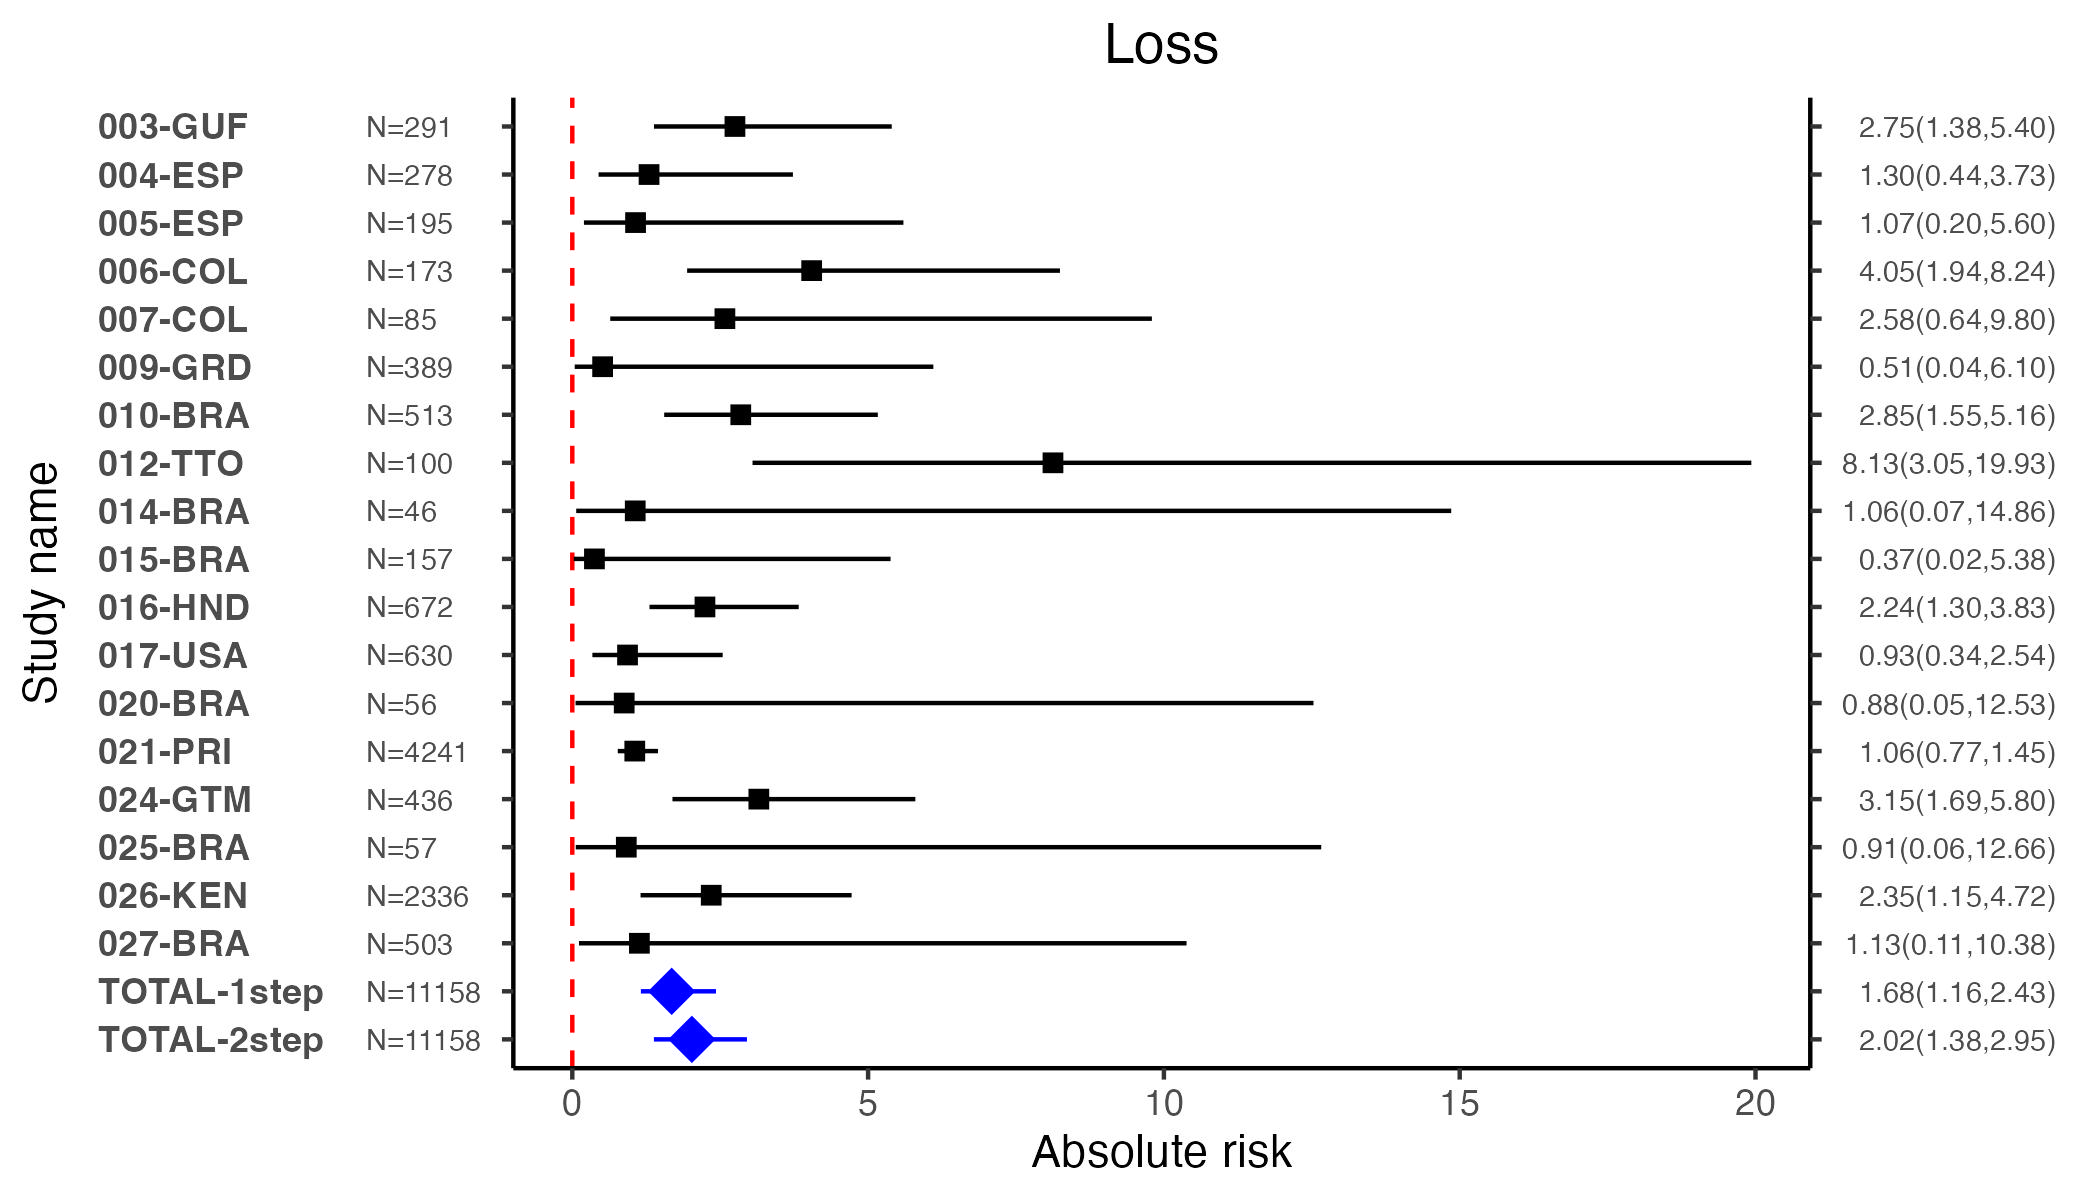 Loss
Study name
003-GUF N=291 2.75(1.38,5.40)
004-ESP N=278 1.30(0.44,3.73)
005-ESP N=195 1.07(0.20,5.60)
006-COL N=173 4.05(1.94,8.24)
007-COL N=85 2.58(0.64,9.80)
009-GRD N=389 0.51(0.04,6.10)
010-BRA N=513 2.85(1.55,5.16)
012-TTO N=100 8.13(3.05,19.93)
014-BRA N=46 1.06(0.07,14.86)
015-BRA N=157 0.37(0.02,5.38)
016-HND N=672 2.24(1.30,3.83)
017-USA N=630 0.93(0.34,2.54)
020-BRA N=56 0.88(0.05,12.53)
021-PRI N=4241 1.06(0.77,1.45)
024-GTM N=436 3.15(1.69,5.80)
025-BRA N=57 0.91(0.06,12.66)
026-KEN N=2336 2.35(1.15,4.72)
027-BRA N=503 1.13(0.11,10.38)
TOTAL-1step N=11158 1.68(1.16,2.43)
TOTAL-2step N=11158 2.02(1.38,2.95)
0 5 10 15 20
Absolute risk